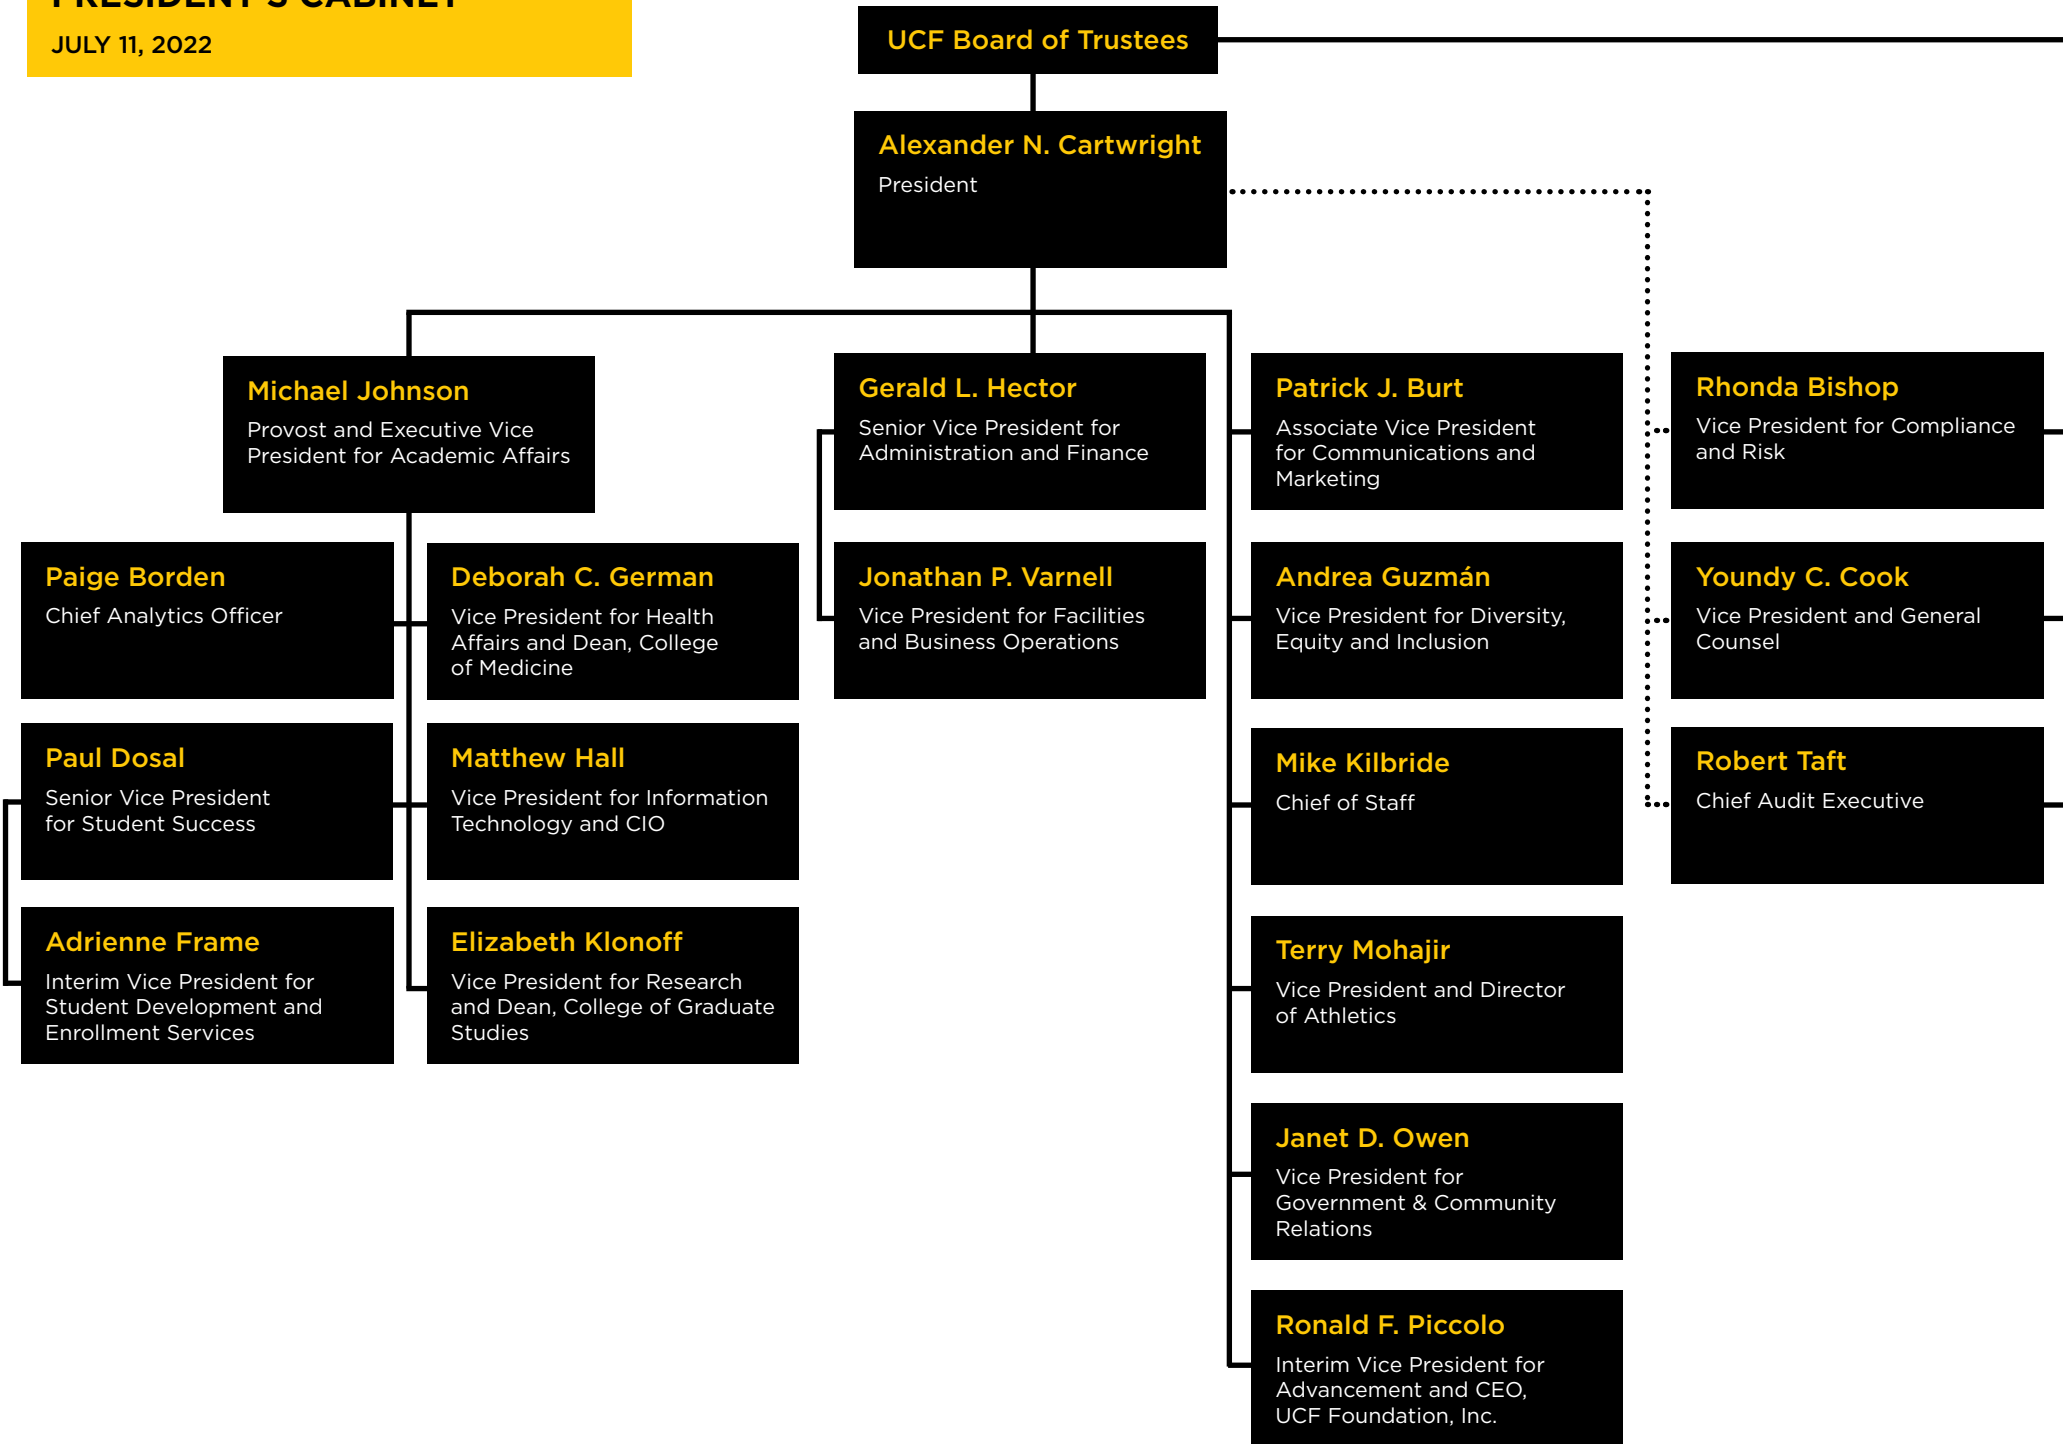 PRESIDENT'S CABINET
JULY 11, 2022
UCF Board of Trustees
Alexander N. Cartwright
President
Michael Johnson
Provost and Executive Vice
President for Academic Affairs
Gerald L. Hector
Senior Vice President for
Administration and Finance
Patrick J. Burt
Associate Vice President
for Communications and
Marketing
Rhonda Bishop
Vice President for Compliance
and Risk
Paige Borden
Chief Analytics Officer
Deborah C. German
Vice President for Health
Affairs and Dean, College
of Medicine
Jonathan P. Varnell
Vice President for Facilities
and Business Operations
Andrea Guzmán
Vice President for Diversity,
Equity and Inclusion
Youndy C. Cook
Vice President and General
Counsel
Paul Dosal
Senior Vice President
for Student Success
Matthew Hall
Vice President for Information
Technology and CIO
Mike Kilbride
Chief of Staff
Robert Taft
Chief Audit Executive
Adrienne Frame
Interim Vice President for
Student Development and
Enrollment Services
Elizabeth Klonoff
Vice President for Research
and Dean, College of Graduate
Studies
Terry Mohajir
Vice President and Director
of Athletics
Janet D. Owen
Vice President for
Government & Community
Relations
Ronald F. Piccolo
Interim Vice President for
Advancement and CEO,
UCF Foundation, Inc.